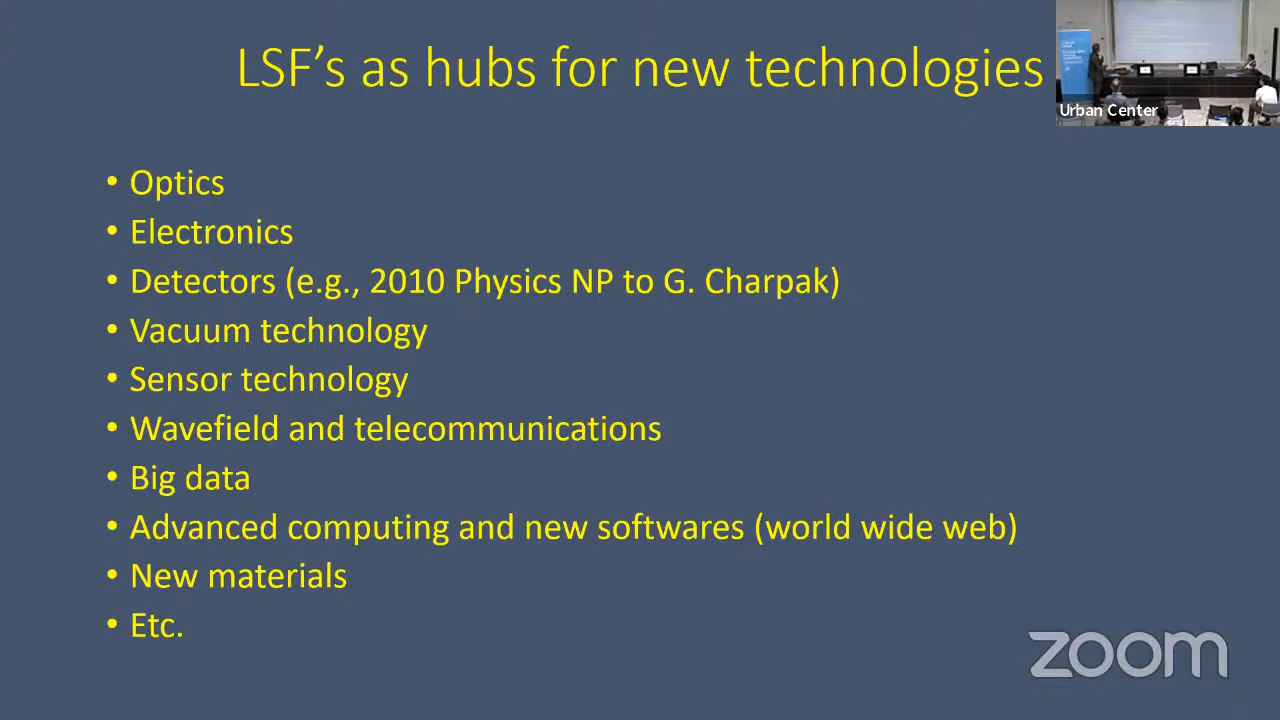 LSF’s as hubs for new technologies
Urban Center
• Optics
• Electronics
• Detectors (e.g., 2010 Physics NP to G. Charpak)
• Vacuum technology
• Sensor technology
• Wavefield and telecommunications
• Big data
• Advanced computing and new softwares (world wide web)
• New materials
• Etc.
zoom